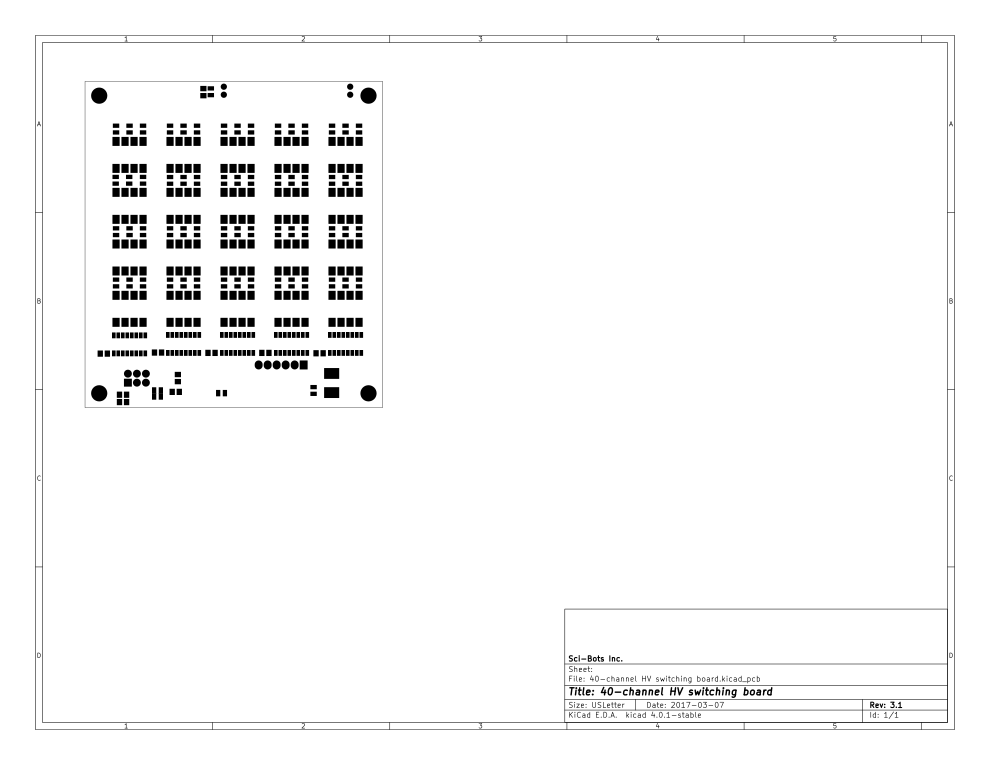 1 2 3 4 5
A A
B B
C C
D D
Sci-Bots Inc.
Sheet:
File: 40-channel HV switching board.kicad_pcb
Title: 40-channel HV switching board
Size: USLetter Date: 2017-03-07 Rev: 3.1
KiCad E.D.A. kicad 4.0.1-stable Id: 1/1
1 2 3 4 5